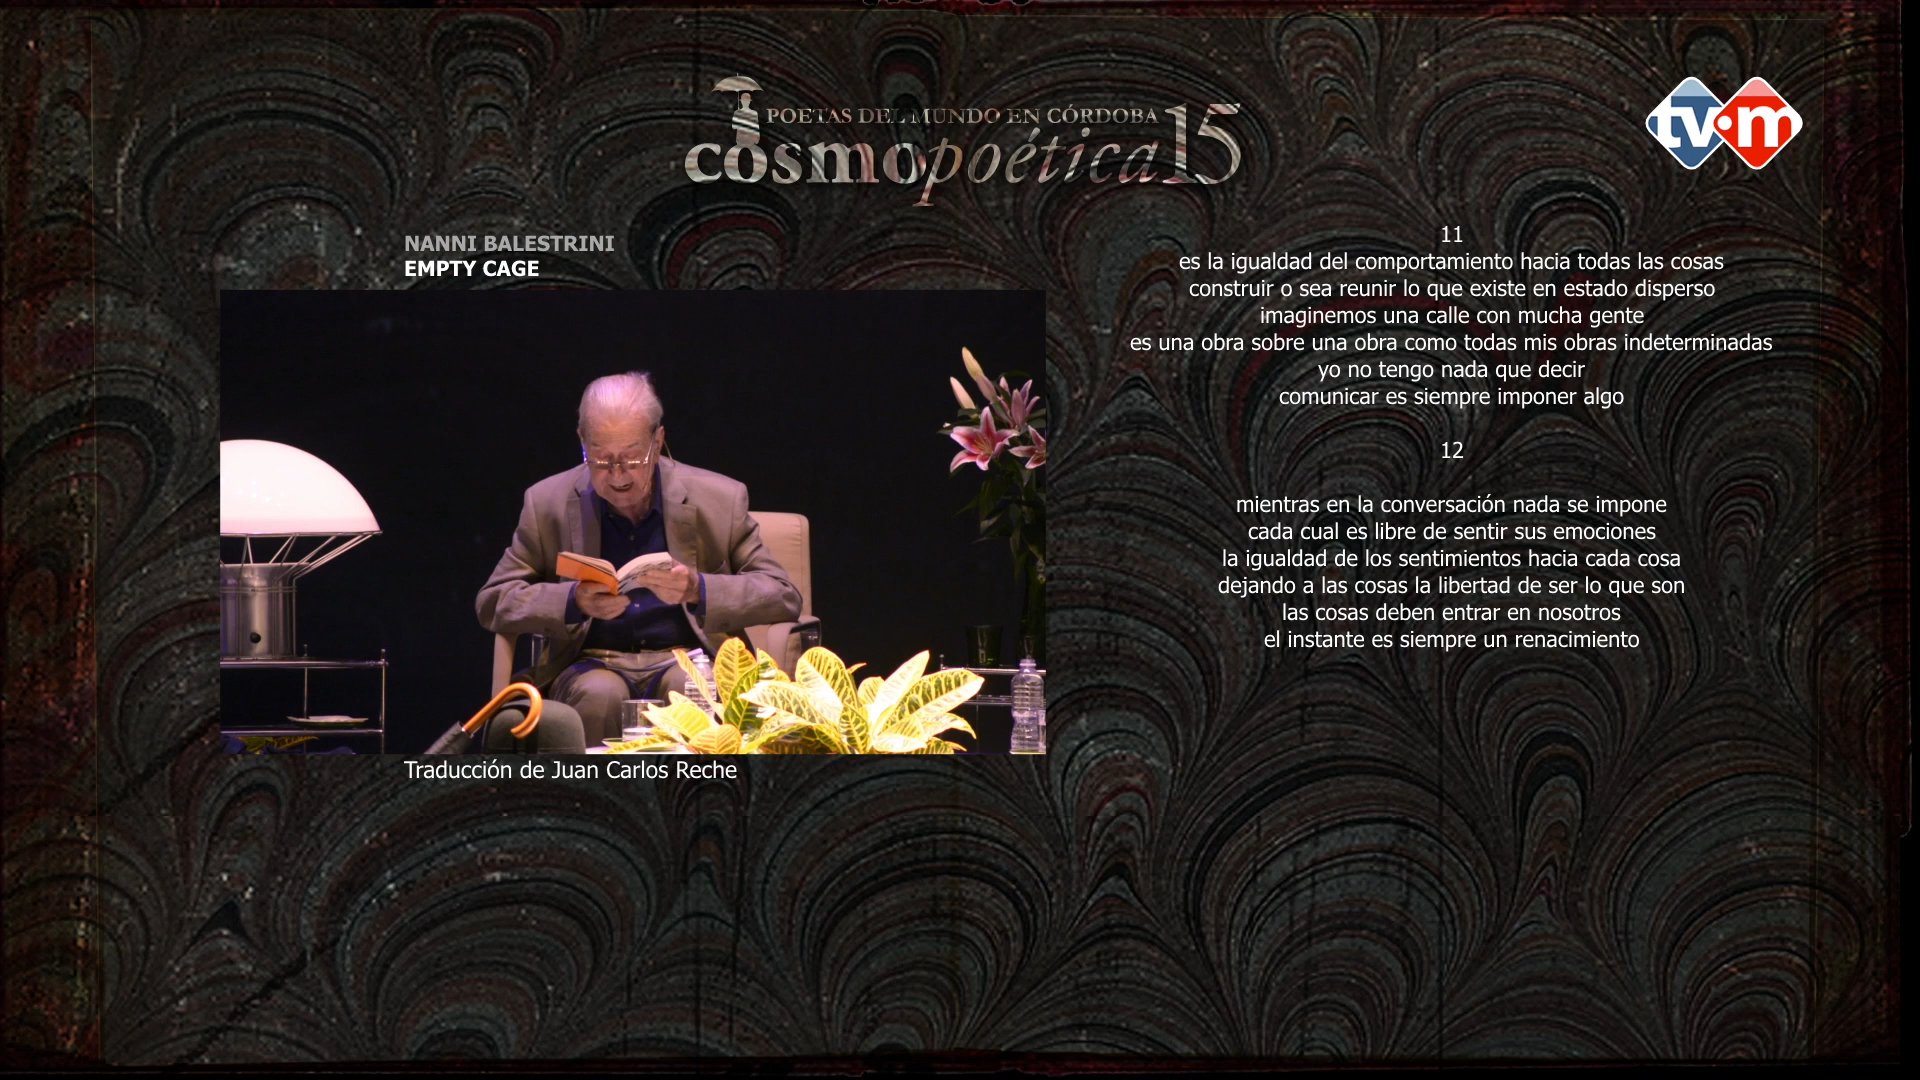 POETAS DEL MUNDO EN CÓRDOBA
cosmopoética15
tvm
NANNI BALESTRINI
EMPTY CAGE
Traducción de Juan Carlos Reche
11
es la igualdad del comportamiento hacia todas las cosas
construir o sea reunir lo que existe en estado disperso
imaginemos una calle con mucha gente
es una obra sobre una obra como todas mis obras indeterminadas
yo no tengo nada que decir
comunicar es siempre imponer algo
12
mientras en la conversación nada se impone
cada cual es libre de sentir sus emociones
la igualdad de los sentimientos hacia cada cosa
dejando a las cosas la libertad de ser lo que son
las cosas deben entrar en nosotros
el instante es siempre un renacimiento